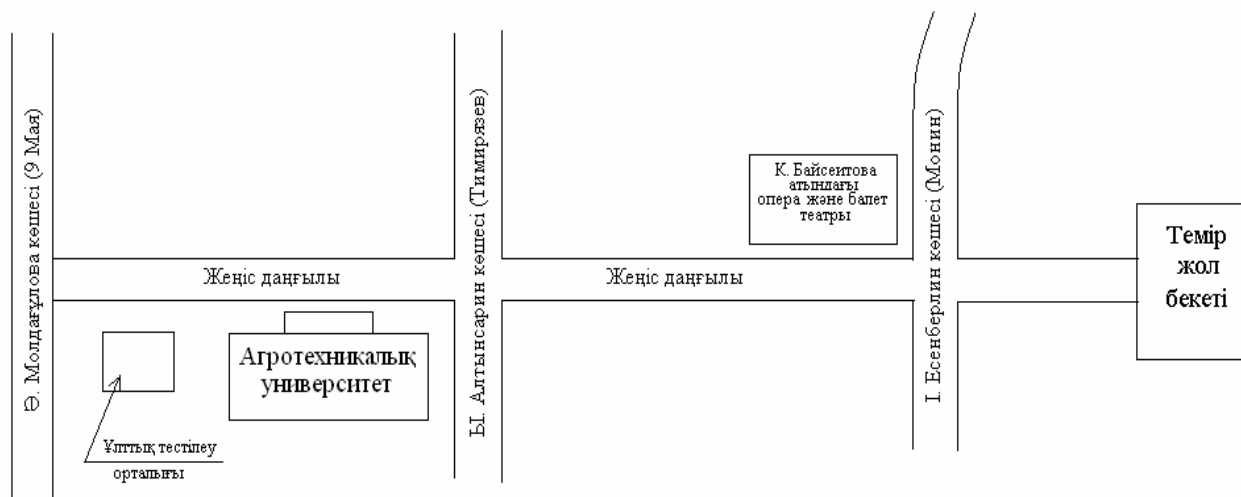 Ә. Молдағұлова көшесі (9 Мая)
Ы. Алтынсарин көшесі (Тимирязев)
І. Есенберлин көшесі (Монин)
К. Байсеитова
атындағы
опера және балет
театры
Темір
жол
бекеті
Жеңіс даңғылы
Жеңіс даңғылы
Агротехникалық
университет
Ұлттық тестілеу
орталығы